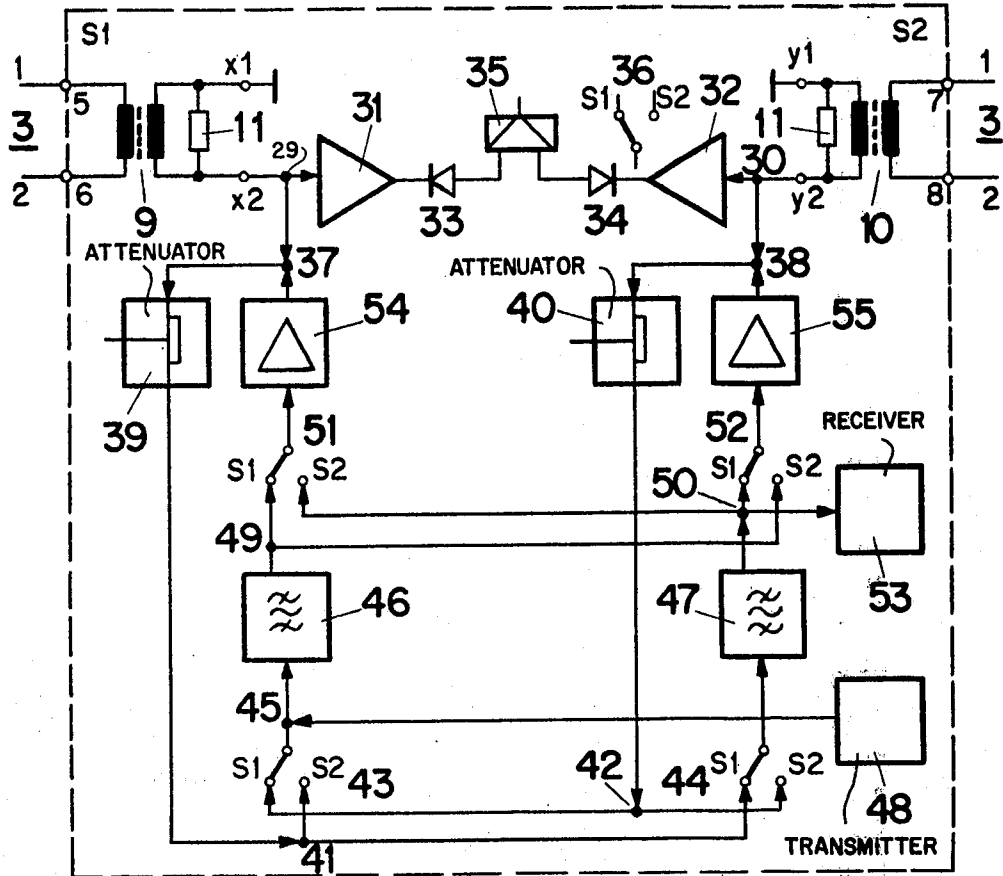 S1 S2
1 x1 35 36 32 y1 1
5 31 S1 S2 7
3 11 11 3
29 30
2 6 x2 y2 8 2
9 33 34 10
ATTENUATOR 37 ATTENUATOR 38
54 40 55
39 51 52 RECEIVER
S1 S2 S1 S2
50
49
46 47 53
45
S1 S2 43 42 44 S1 S2
48
41 TRANSMITTER